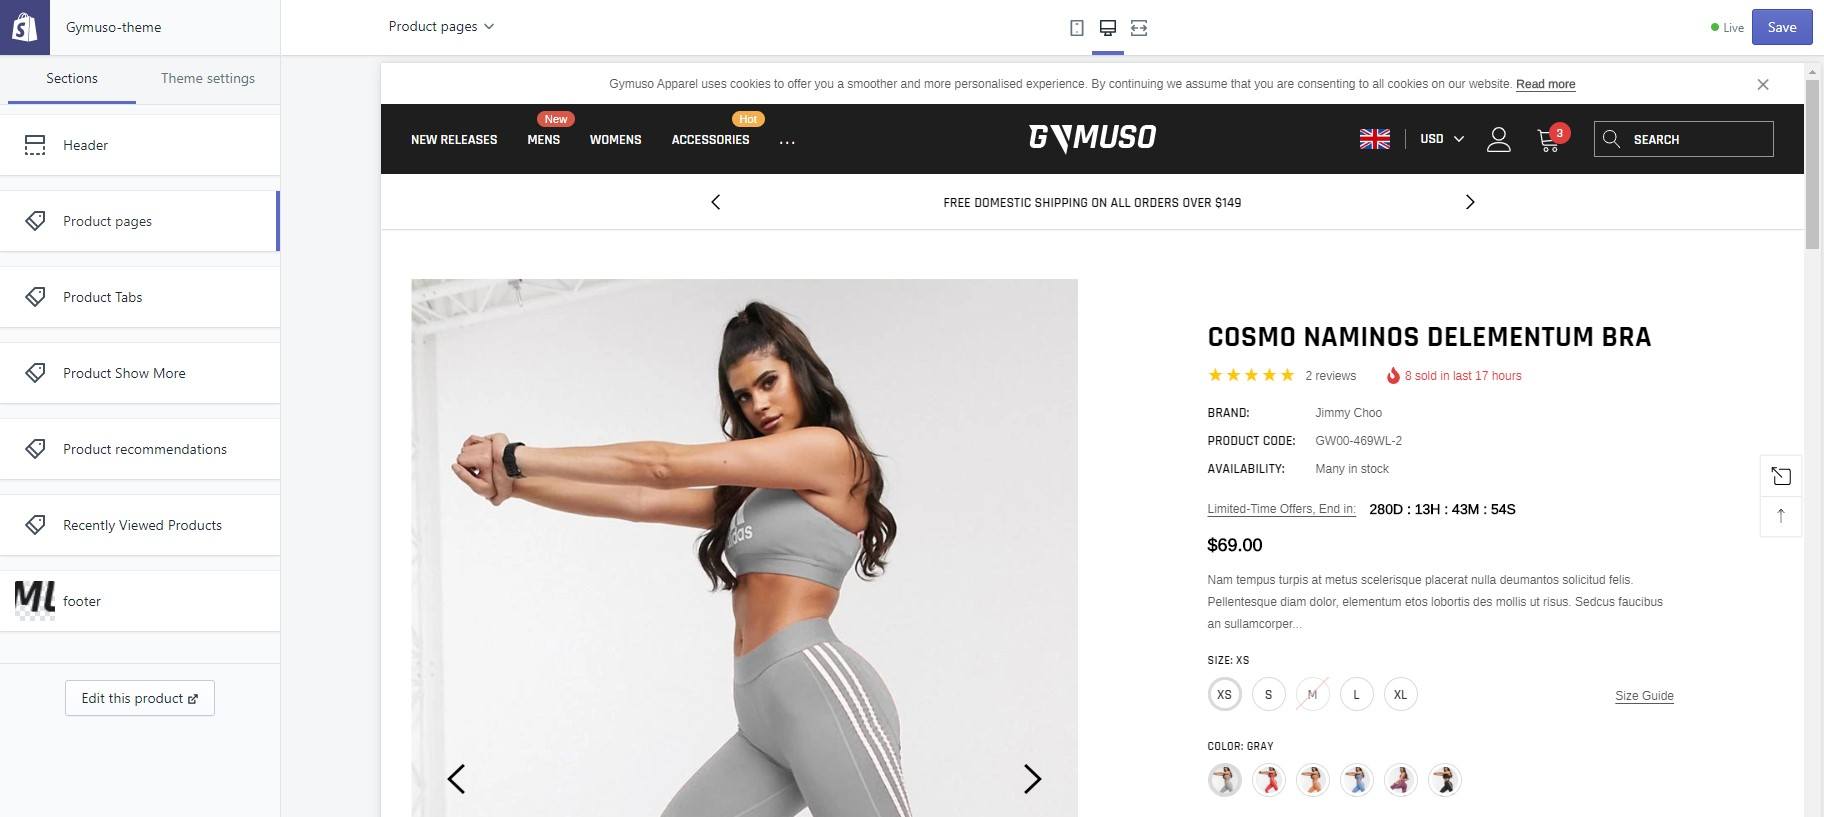 Gymuso-theme
Product pages
Live
Save
Sections
Theme settings
Header
Product pages
Product Tabs
Product Show More
Product recommendations
Recently Viewed Products
footer
Edit this product
Gymuso Apparel uses cookies to offer you a smoother and more personalised experience. By continuing we assume that you are consenting to all cookies on our website. Read more
New
Hot
NEW RELEASES
MENS
WOMENS
ACCESSORIES
...
GYMUSO
USD
3
SEARCH
FREE DOMESTIC SHIPPING ON ALL ORDERS OVER $149
adidas
COSMO NAMINOS DELEMENTUM BRA
2 reviews
8 sold in last 17 hours
BRAND: Jimmy Choo
PRODUCT CODE: GW00-469WL-2
AVAILABILITY: Many in stock
Limited-Time Offers, End in: 280D : 13H : 43M : 54S
$69.00
Nam tempus turpis at metus scelerisque placerat nulla deumantos solicitud felis.
Pellentesque diam dolor, elementum etos lobortis des mollis ut risus. Sedcus faucibus
an sullamcorper...
SIZE: XS
XS S M L XL
Size Guide
COLOR: GRAY